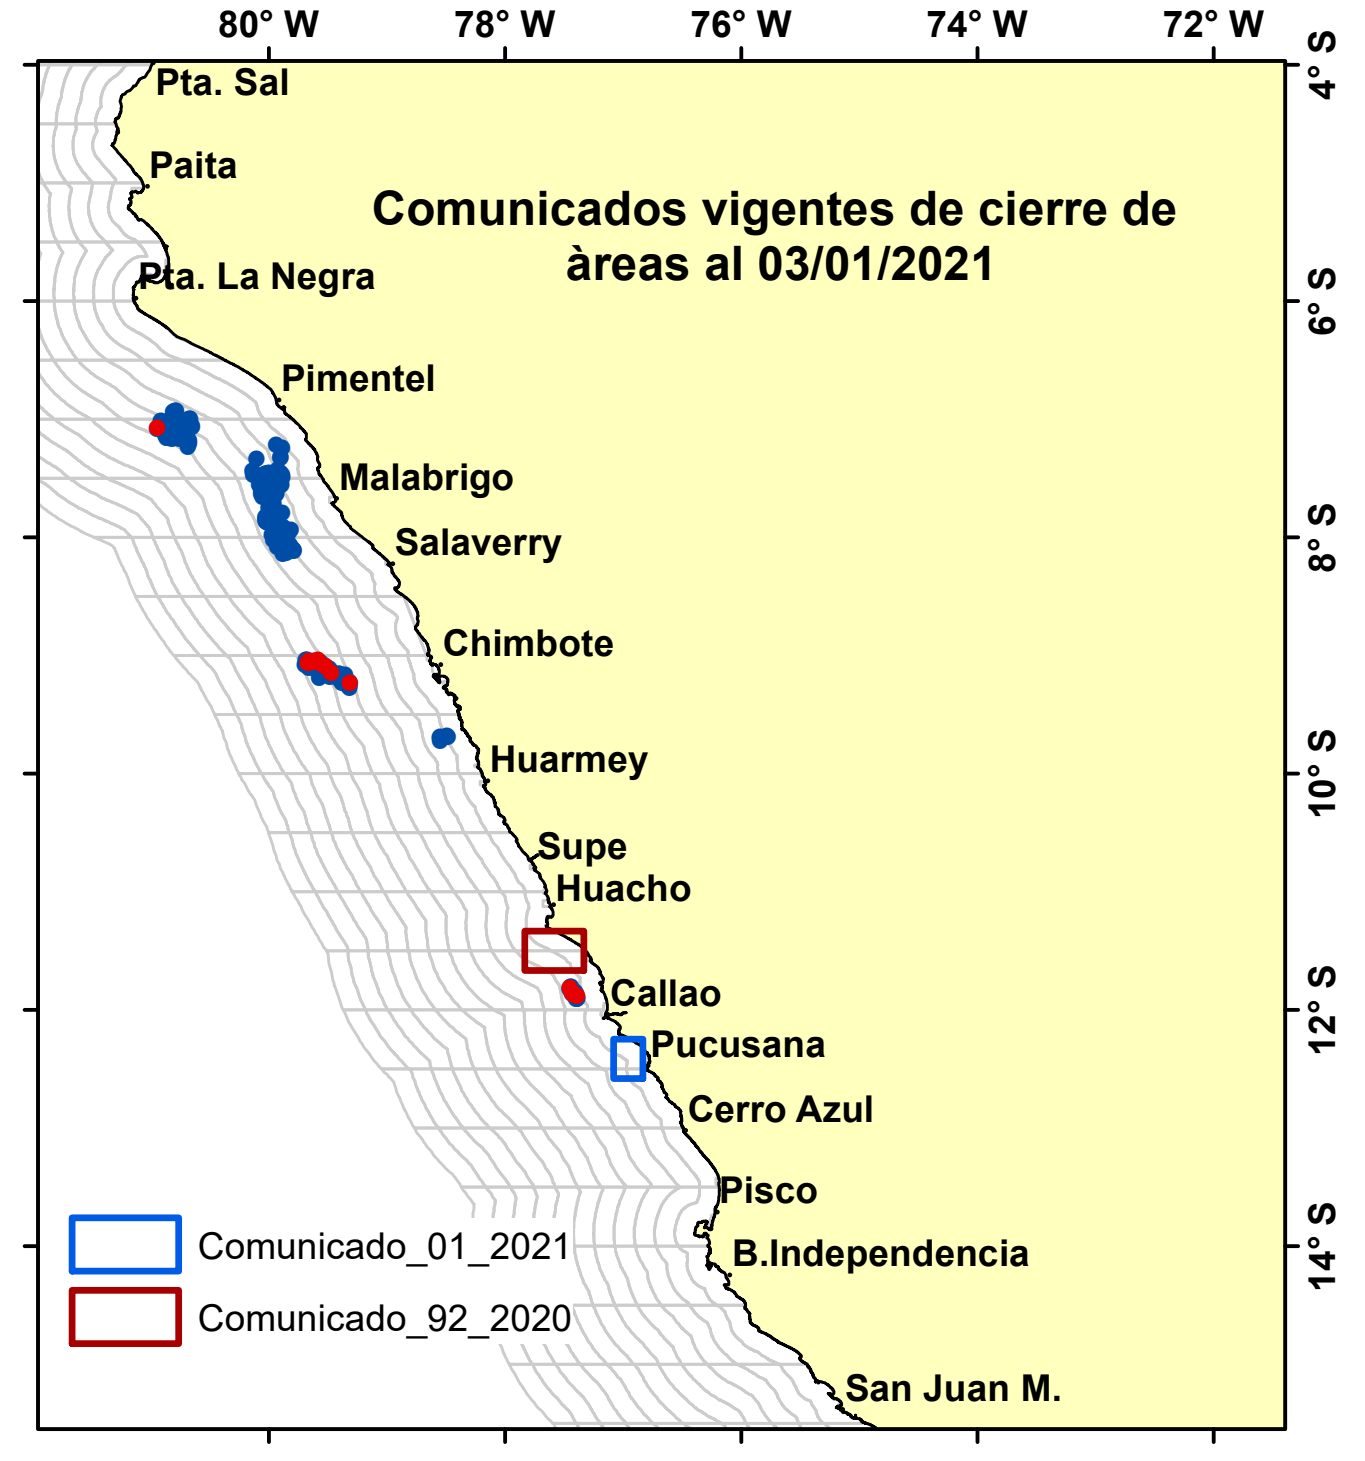 80° W 78° W 76° W 74° W 72° W
4° S
Pta. Sal
Paita
Comunicados vigentes de cierre de
àreas al 03/01/2021
Pta. La Negra
6° S
Pimentel
Malabrigo
Salaverry
8° S
Chimbote
Huarmey
10° S
Supe
Huacho
Callao
12° S
Pucusana
Cerro Azul
Pisco
B.Independencia
14° S
Comunicado_01_2021
Comunicado_92_2020
San Juan M.